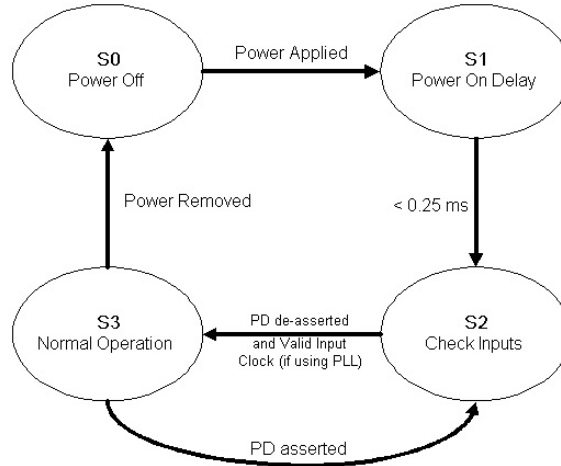 S0
Power Off
Power Applied
S1
Power On Delay
Power Removed
< 0.25 ms
S3
Normal Operation
PD de-asserted
and Valid Input
Clock (if using PLL)
S2
Check Inputs
PD asserted